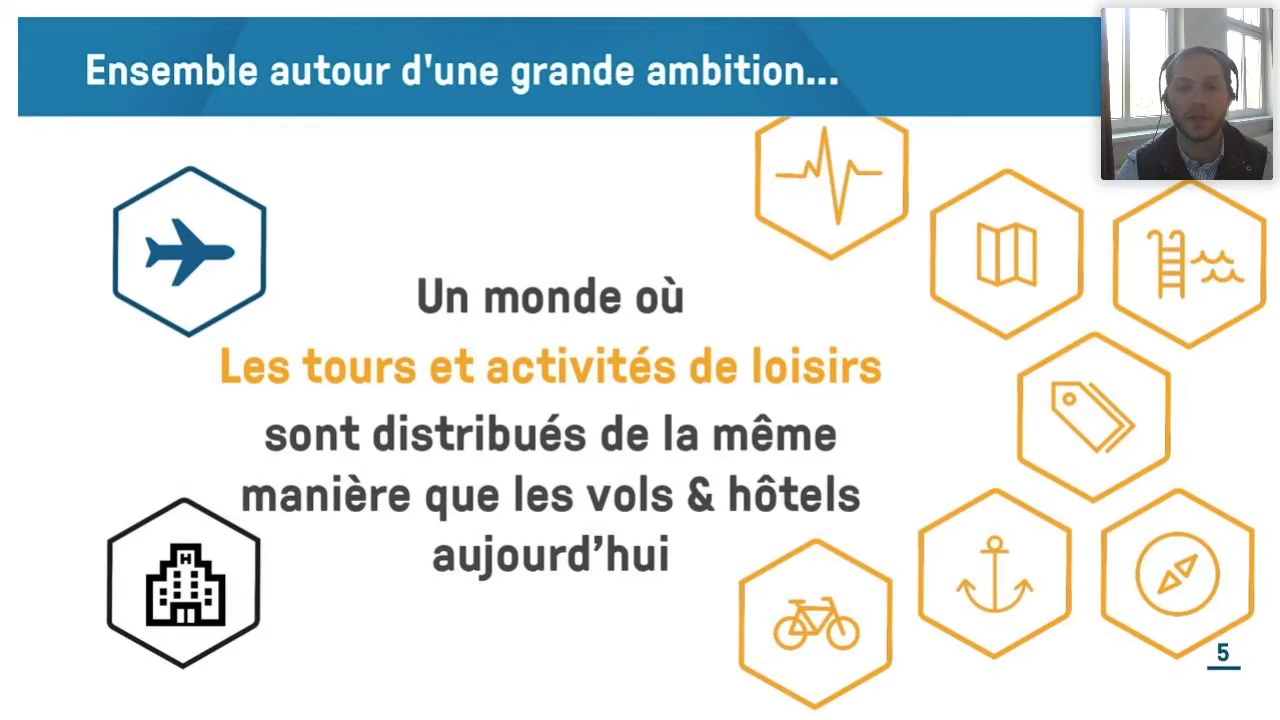 Ensemble autour d'une grande ambition...
Un monde où
Les tours et activités de loisirs
sont distribués de la même
manière que les vols & hôtels
aujourd’hui
H
5